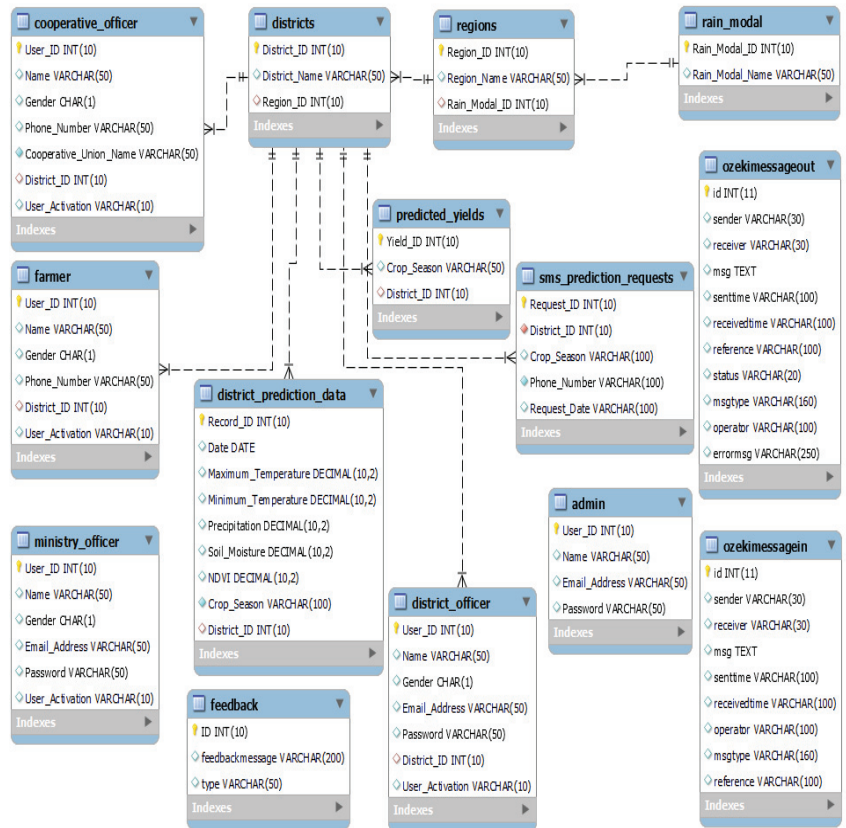 cooperative_officer
User_ID INT(10)
Name VARCHAR(50)
Gender CHAR(1)
Phone_Number VARCHAR(50)
Cooperative_Union_Name VARCHAR(50)
District_ID INT(10)
User_Activation VARCHAR(10)
Indexes
districts
District_ID INT(10)
District_Name VARCHAR(50)
Region_ID INT(10)
Indexes
regions
Region_ID INT(10)
Region_Name VARCHAR(50)
Rain_Modal_ID INT(10)
Indexes
rain_modal
Rain_Modal_ID INT(10)
Rain_Modal_Name VARCHAR(50)
Indexes
farmer
User_ID INT(10)
Name VARCHAR(50)
Gender CHAR(1)
Phone_Number VARCHAR(50)
District_ID INT(10)
User_Activation VARCHAR(10)
Indexes
predicted_yields
Yield_ID INT(10)
Crop_Season VARCHAR(50)
District_ID INT(10)
Indexes
sms_prediction_requests
Request_ID INT(10)
District_ID INT(10)
Crop_Season VARCHAR(100)
Phone_Number VARCHAR(100)
Request_Date VARCHAR(100)
Indexes
ozekimessageout
id INT(11)
sender VARCHAR(30)
receiver VARCHAR(30)
msg TEXT
senttime VARCHAR(100)
receivedtime VARCHAR(100)
reference VARCHAR(100)
status VARCHAR(20)
msgtype VARCHAR(160)
operator VARCHAR(100)
errormsg VARCHAR(250)
Indexes
district_prediction_data
Record_ID INT(10)
Date DATE
Maximum_Temperature DECIMAL(10,2)
Minimum_Temperature DECIMAL(10,2)
Precipitation DECIMAL(10,2)
Soil_Moisture DECIMAL(10,2)
NDVI DECIMAL(10,2)
Crop_Season VARCHAR(100)
District_ID INT(10)
Indexes
ministry_officer
User_ID INT(10)
Name VARCHAR(50)
Gender CHAR(1)
Email_Address VARCHAR(50)
Password VARCHAR(50)
User_Activation VARCHAR(10)
Indexes
feedback
ID INT(10)
feedbackmessage VARCHAR(200)
type VARCHAR(50)
Indexes
district_officer
User_ID INT(10)
Name VARCHAR(50)
Gender CHAR(1)
Email_Address VARCHAR(50)
Password VARCHAR(50)
District_ID INT(10)
User_Activation VARCHAR(10)
Indexes
admin
User_ID INT(10)
Name VARCHAR(50)
Email_Address VARCHAR(50)
Password VARCHAR(50)
Indexes
ozekimessagein
id INT(11)
sender VARCHAR(30)
receiver VARCHAR(30)
msg TEXT
senttime VARCHAR(100)
receivedtime VARCHAR(100)
operator VARCHAR(100)
msgtype VARCHAR(160)
reference VARCHAR(100)
Indexes